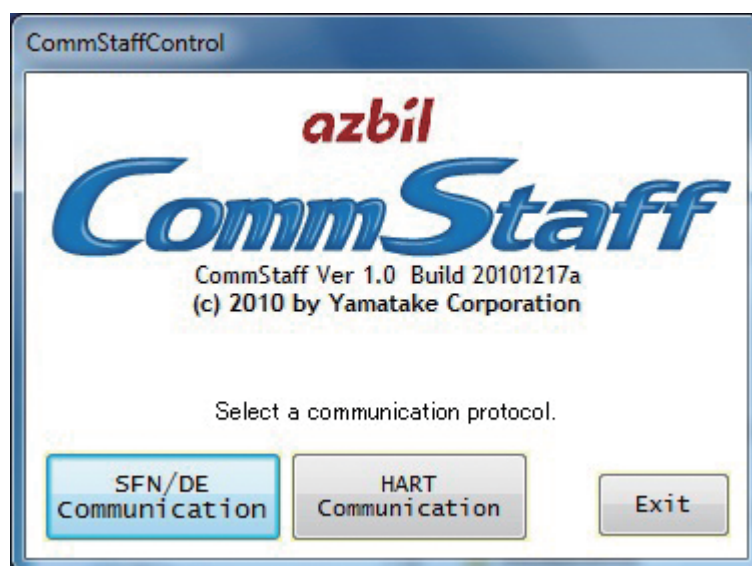 CommStaffControl
azbil
CommStaff
CommStaff Ver 1.0 Build 20101217a
(c) 2010 by Yamatake Corporation
Select a communication protocol.
SFN/DE
Communication
HART
Communication
Exit